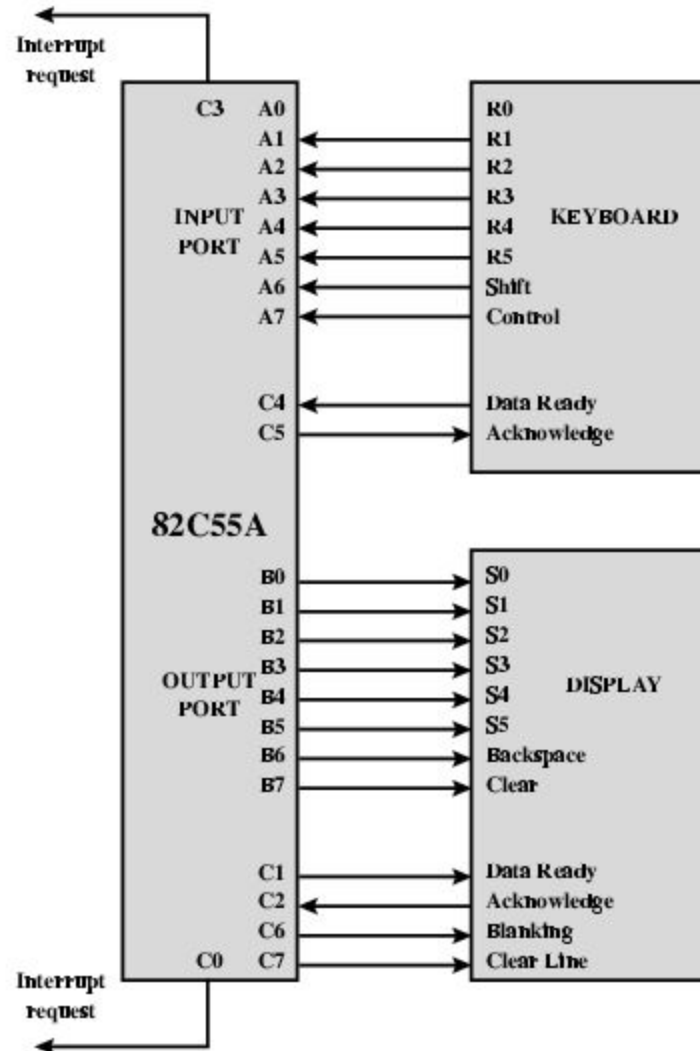 Interrupt
request
C3 A0 R0
A1 R1
A2 R2
A3 R3
INPUT
PORT
KEYBOARD
A4 R4
A5 R5
A6 Shift
A7 Control
C4 Data Ready
C5 Acknowledge
82C55A
B0 S0
B1 S1
B2 S2
B3 S3
OUTPUT
PORT
DISPLAY
B4 S4
B5 S5
B6 Backspace
B7 Clear
C1 Data Ready
C2 Acknowledge
C6 Blanking
C0 C7 Clear Line
Interrupt
request